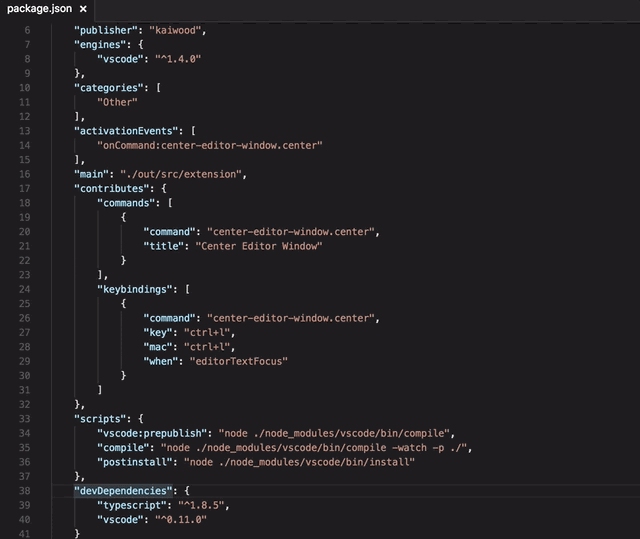 package.json ×
6 "publisher": "kaiwood",
7 "engines": {
8 "vscode": "^1.4.0"
9 },
10 "categories": [
11 "Other"
12 ],
13 "activationEvents": [
14 "onCommand:center-editor-window.center"
15 ],
16 "main": "./out/src/extension",
17 "contributes": {
18 "commands": [
19 {
20 "command": "center-editor-window.center",
21 "title": "Center Editor Window"
22 }
23 ],
24 "keybindings": [
25 {
26 "command": "center-editor-window.center",
27 "key": "ctrl+l",
28 "mac": "ctrl+l",
29 "when": "editorTextFocus"
30 }
31 ]
32 },
33 "scripts": {
34 "vscode:prepublish": "node ./node_modules/vscode/bin/compile",
35 "compile": "node ./node_modules/vscode/bin/compile -watch -p ./",
36 "postinstall": "node ./node_modules/vscode/bin/install"
37 },
38 "devDependencies": {
39 "typescript": "^1.8.5",
40 "vscode": "^0.11.0"
41 }